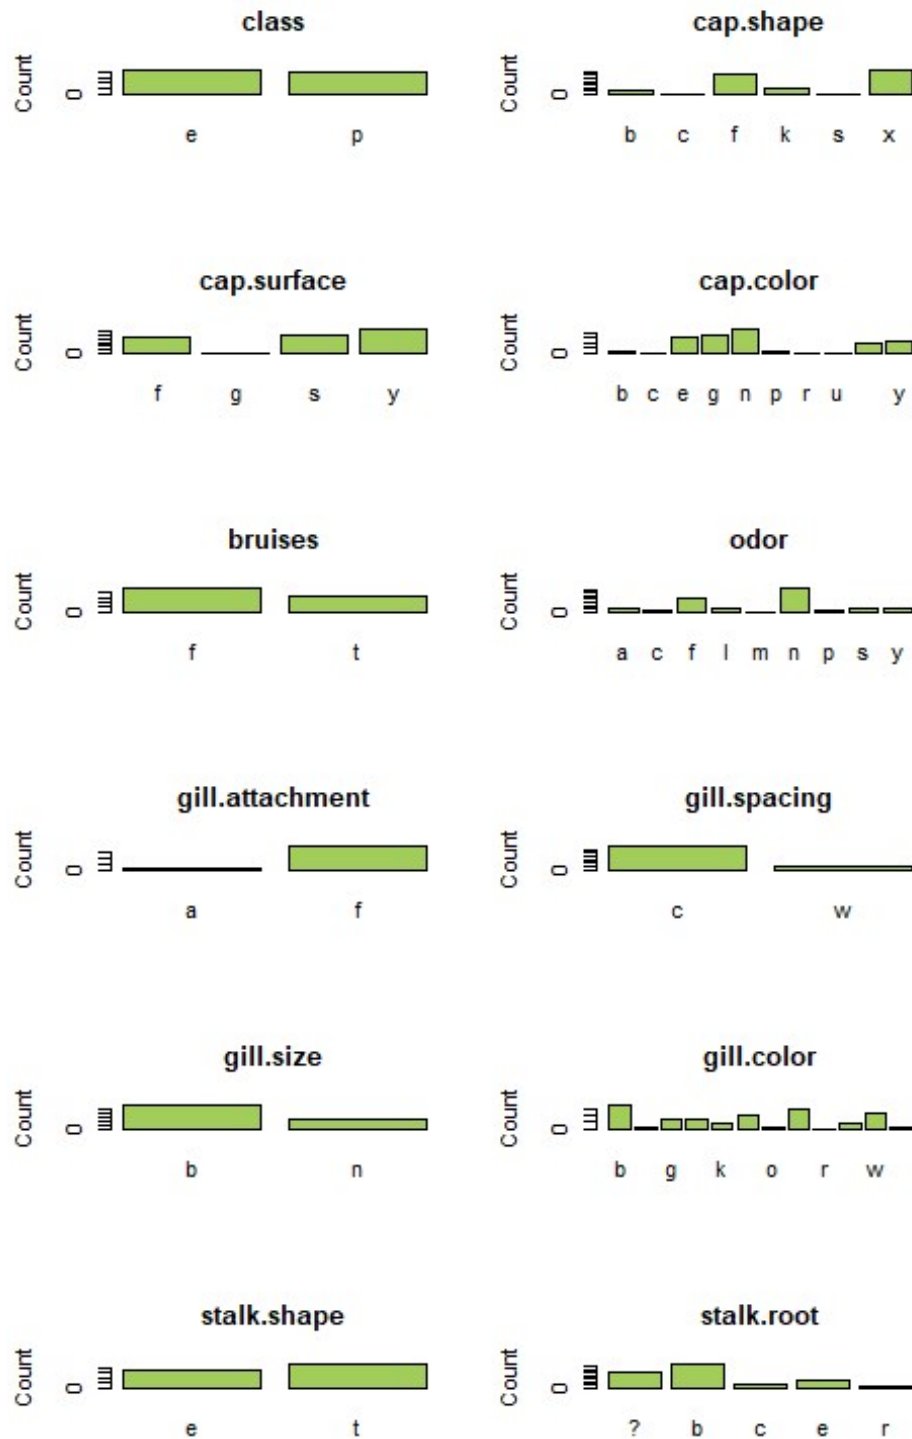 class
Count
0
e p
cap.shape
Count
0
b c f k s x
cap.surface
Count
0
f g s y
cap.color
Count
0
b c e g n p r u y
bruises
Count
0
f t
odor
Count
0
a c f l m n p s y
gill.attachment
Count
0
a f
gill.spacing
Count
0
c w
gill.size
Count
0
b n
gill.color
Count
0
b g k o r w
stalk.shape
Count
0
e t
stalk.root
Count
0
? b c e r